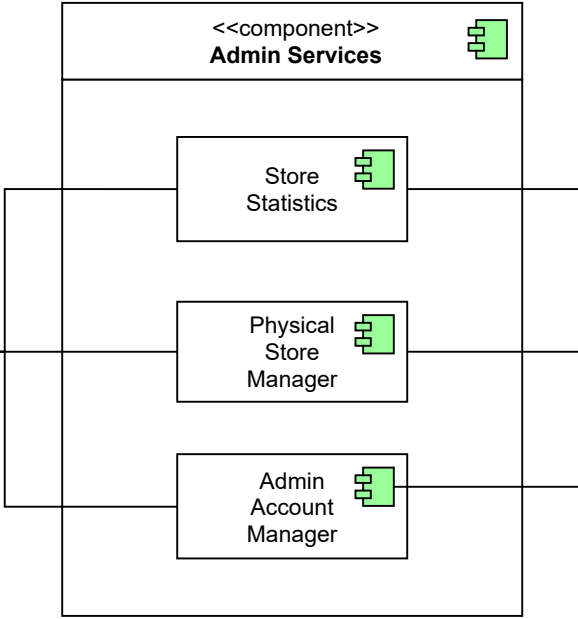 <<component>>
Admin Services
Store
Statistics
Physical
Store
Manager
Admin
Account
Manager